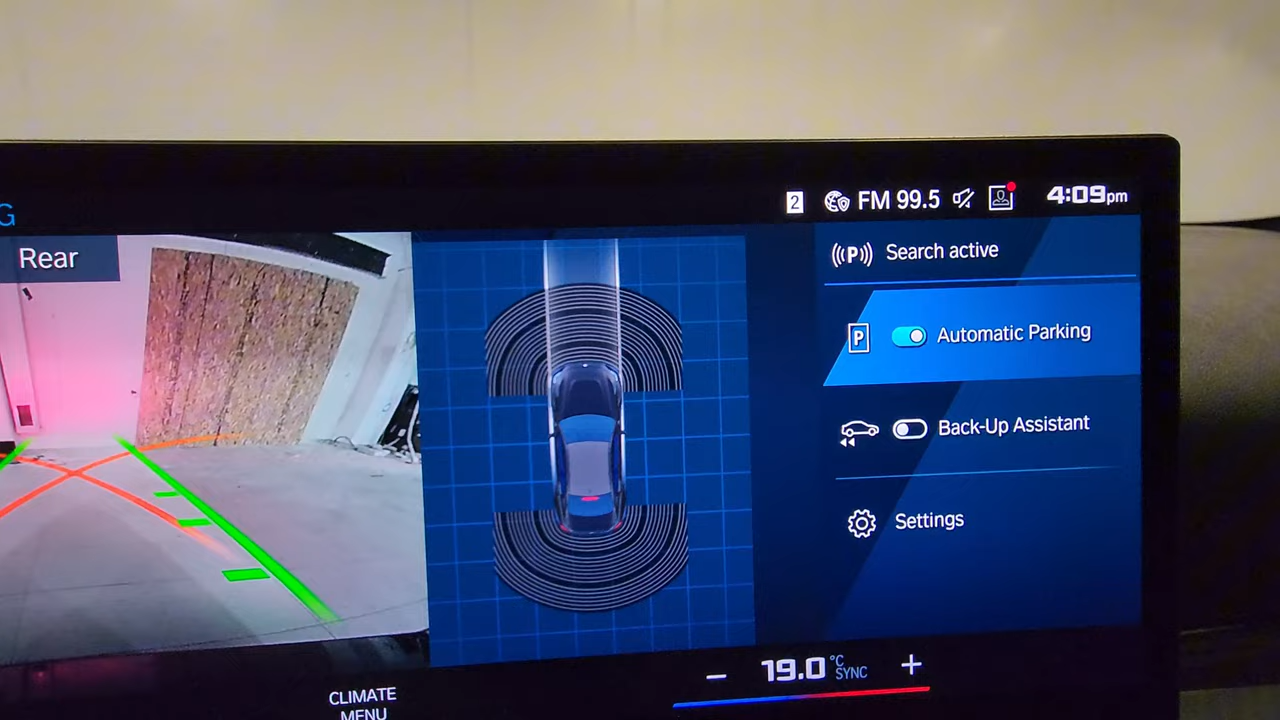 G
2 FM 99.5 4:09pm
Rear
((P)) Search active
P Automatic Parking
Back-Up Assistant
Settings
19.0 °C SYNC
CLIMATE
MENU